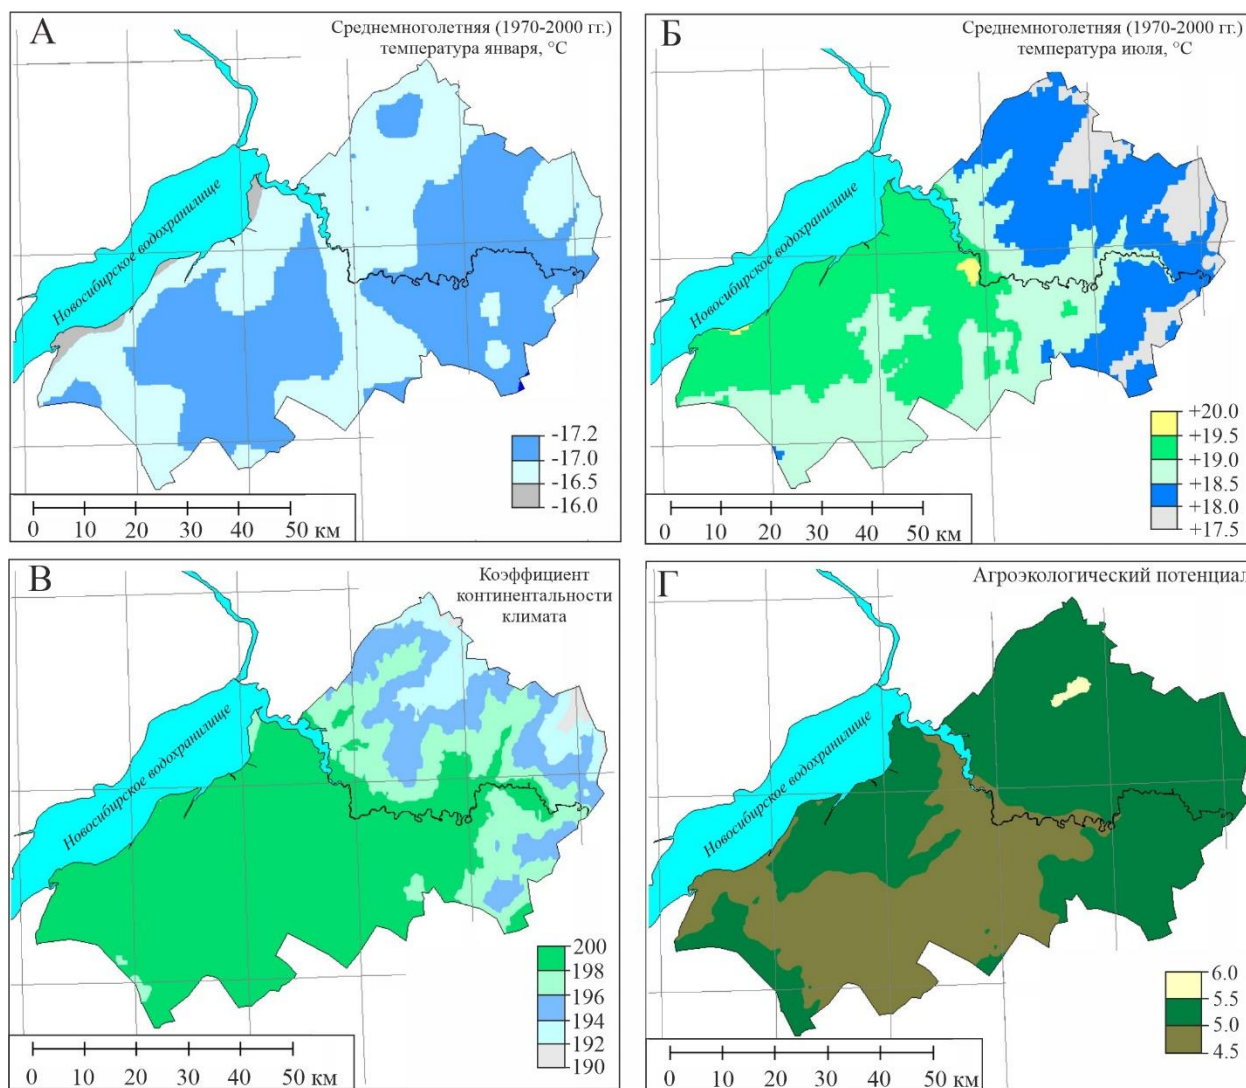 А
Среднемноголетняя (1970-2000 гг.)
температура января, °С
Новосибирское водохранилище
-17.2
-17.0
-16.5
-16.0
0 10 20 30 40 50 км
Б
Среднемноголетняя (1970-2000 гг.)
температура июля, °С
Новосибирское водохранилище
+20.0
+19.5
+19.0
+18.5
+18.0
+17.5
0 10 20 30 40 50 км
В
Коэффициент
континентальности
климата
Новосибирское водохранилище
200
198
196
194
192
190
0 10 20 30 40 50 км
Г
Агроэкологический потенциал
Новосибирское водохранилище
6.0
5.5
5.0
4.5
0 10 20 30 40 50 км